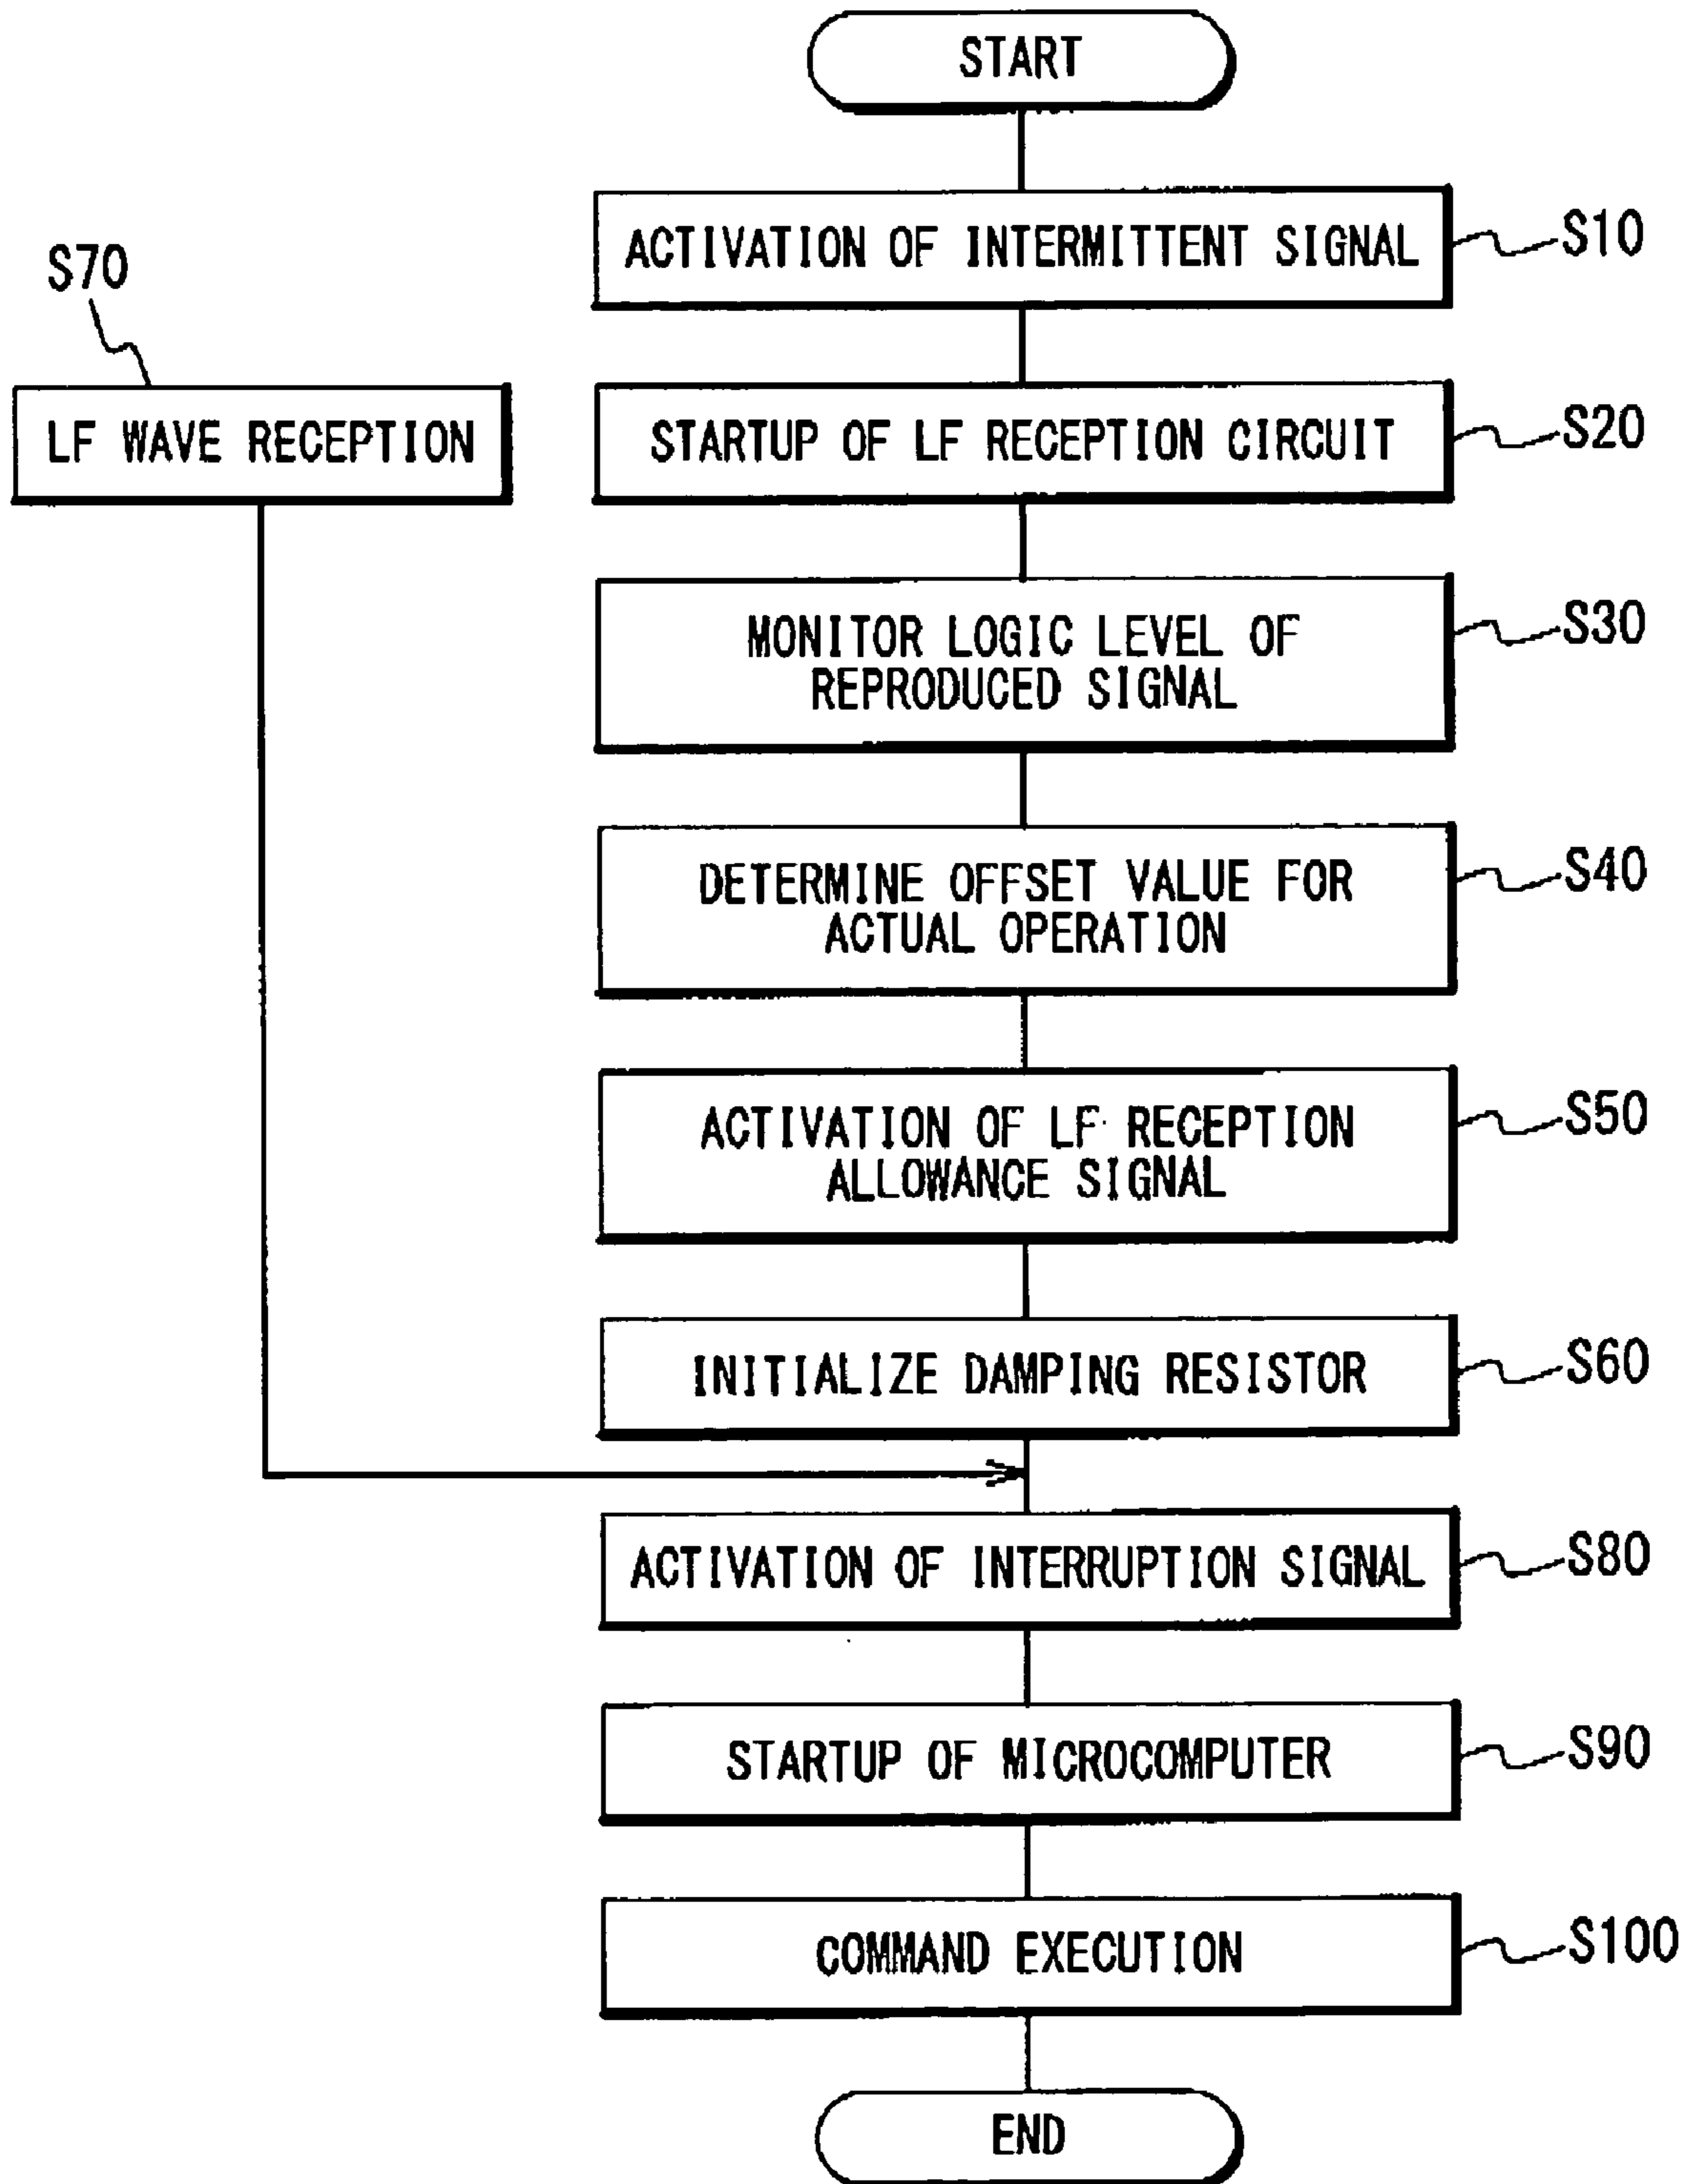 START
ACTIVATION OF INTERMITTENT SIGNAL
S10
S70
LF WAVE RECEPTION
STARTUP OF LF RECEPTION CIRCUIT
S20
MONITOR LOGIC LEVEL OF
REPRODUCED SIGNAL
S30
DETERMINE OFFSET VALUE FOR
ACTUAL OPERATION
S40
ACTIVATION OF LF RECEPTION
ALLOWANCE SIGNAL
S50
INITIALIZE DAMPING RESISTOR
S60
ACTIVATION OF INTERRUPTION SIGNAL
S80
STARTUP OF MICROCOMPUTER
S90
COMMAND EXECUTION
S100
END